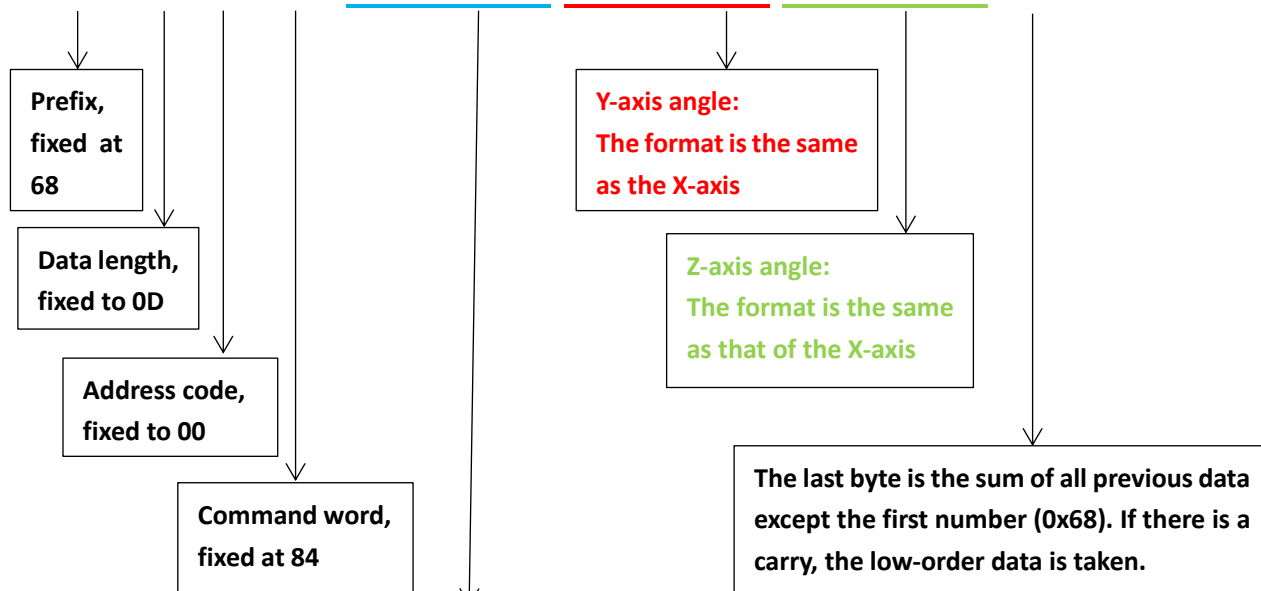 Prefix,
fixed at
68
Y-axis angle:
The format is the same
as the X-axis
Data length,
fixed to 0D
Z-axis angle:
The format is the same
as that of the X-axis
Address code,
fixed to 00
Command word,
fixed at 84
The last byte is the sum of all previous data
except the first number (0x68). If there is a
carry, the low-order data is taken.